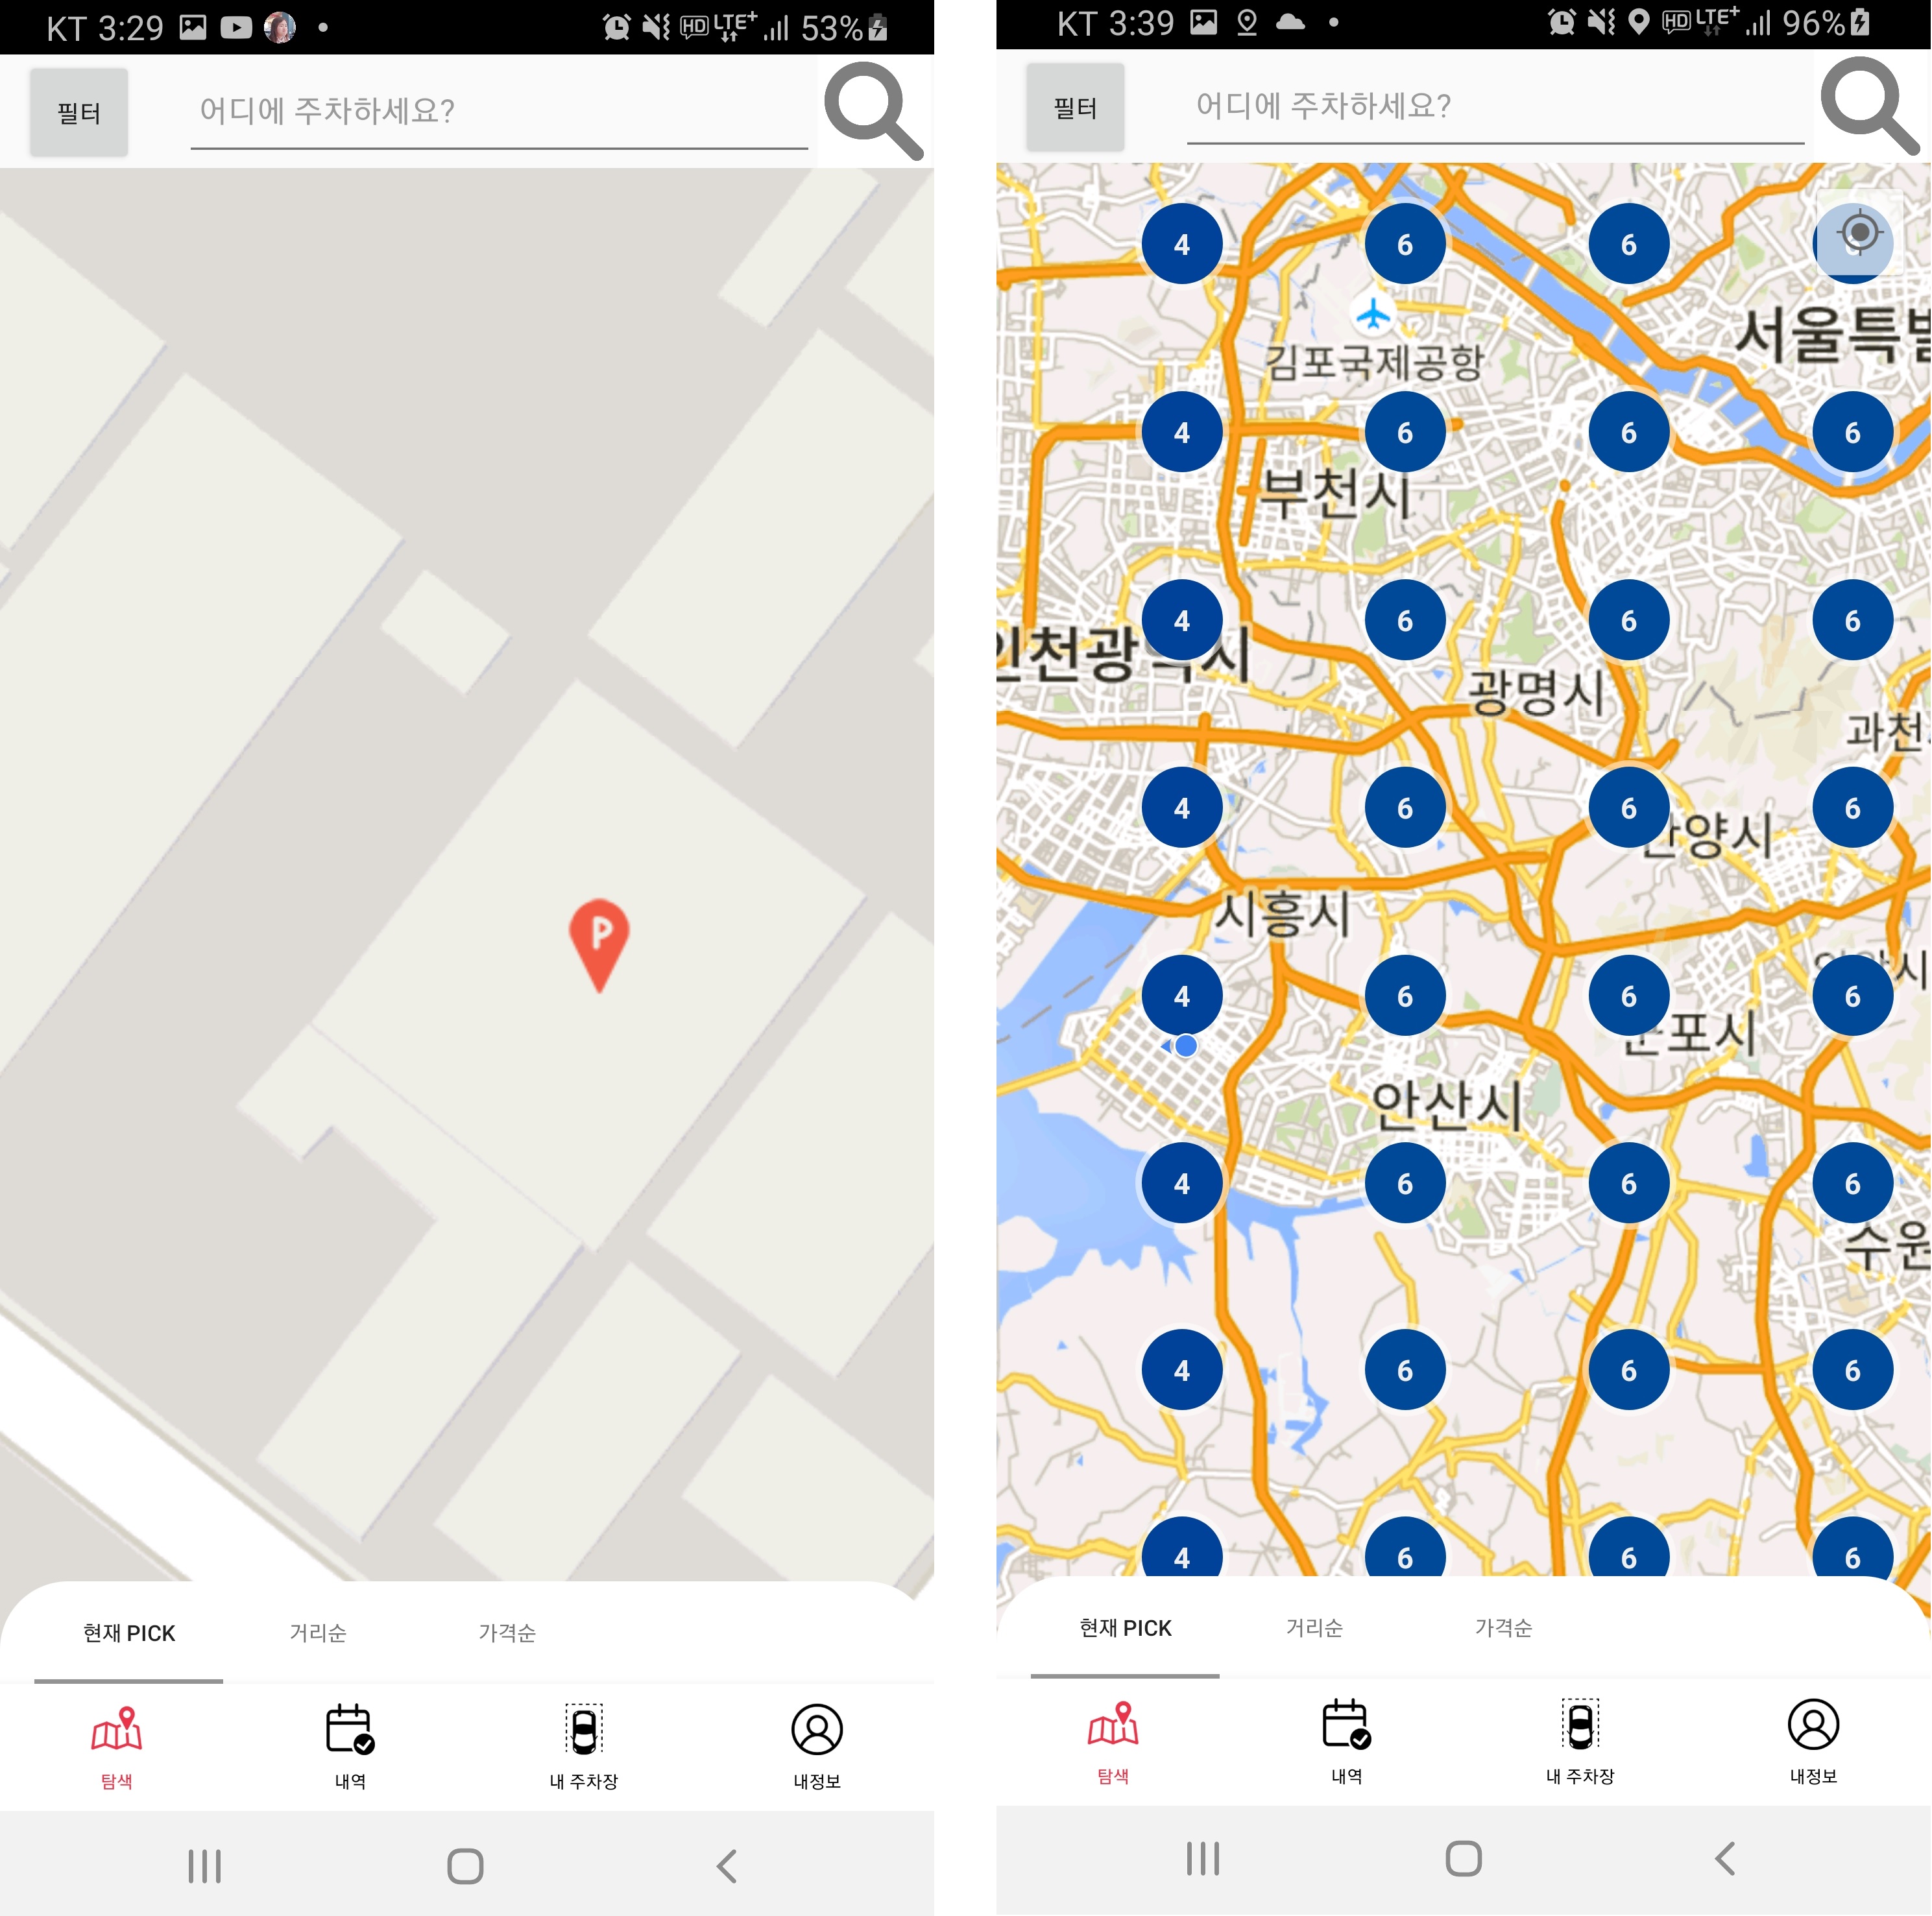 KT 3:29
HD LTE+ 53%
필터
어디에 주차하세요?
P
현재 PICK
거리순
가격순
탐색
내역
내 주차장
내정보
KT 3:39
HD LTE+ 96%
필터
어디에 주차하세요?
4 6 6
김포국제공항
서울특별
4 6 6 6
부천시
4 6 6 6
인천광역시
광명시
과천
4 6 6 6
안양시
시흥시
4 6 6 6
군포시
안산시
4 6 6 6
수원
4 6 6 6
4 6 6 6
현재 PICK
거리순
가격순
탐색
내역
내 주차장
내정보